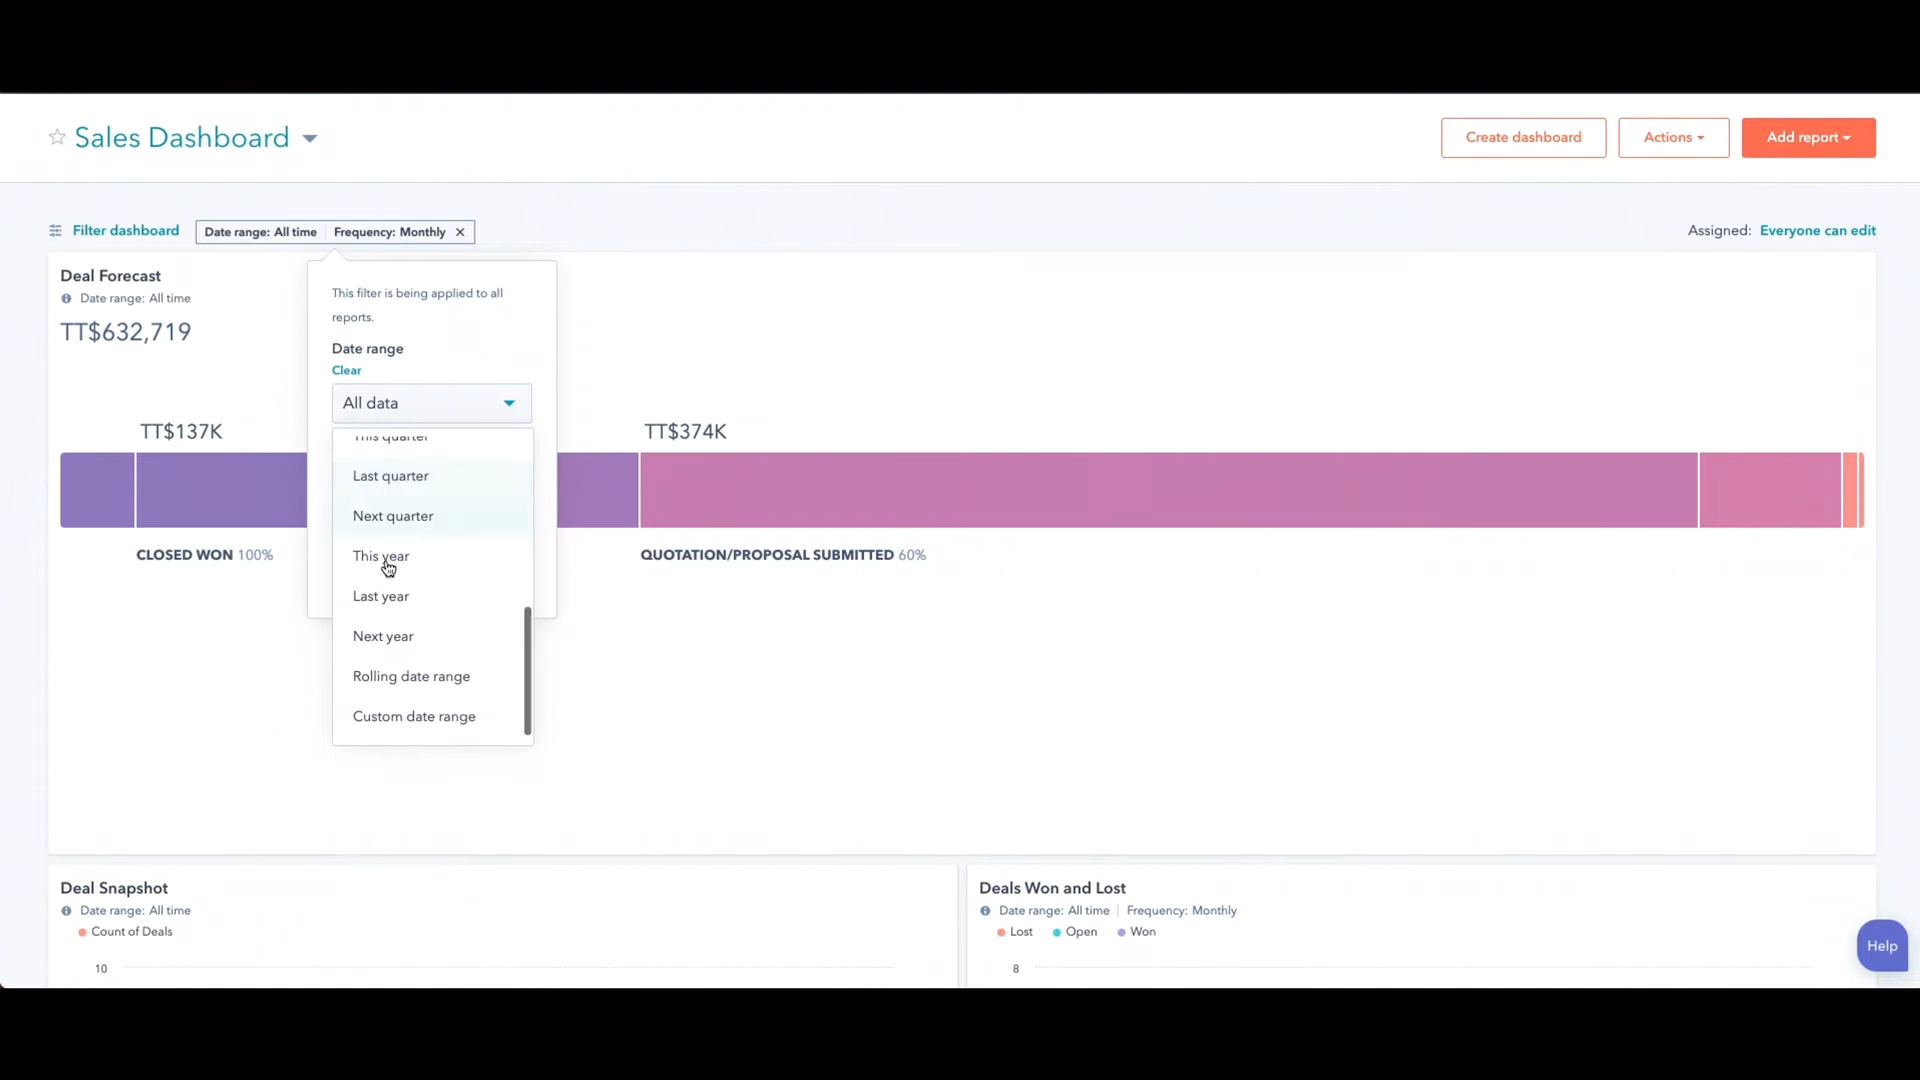 Sales Dashboard
Create dashboard
Actions
Add report
Filter dashboard
Date range: All time
Frequency: Monthly
Assigned: Everyone can edit
Deal Forecast
Date range: All time
TT$632,719
This filter is being applied to all
reports.
Date range
Clear
All data
This quarter
Last quarter
Next quarter
This year
Last year
Next year
Rolling date range
Custom date range
TT$137K
TT$374K
CLOSED WON 100%
QUOTATION/PROPOSAL SUBMITTED 60%
Deal Snapshot
Date range: All time
Count of Deals
10
Deals Won and Lost
Date range: All time
Frequency: Monthly
Lost
Open
Won
8
Help